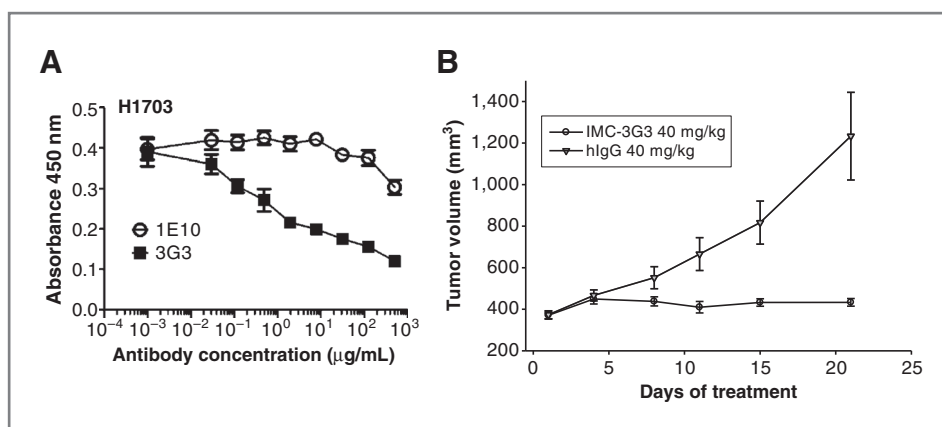 A
H1703
0.5
0.4
0.3
0.2
0.1
0.0
Absorbance 450 nm
1E10
3G3
10⁻⁴ 10⁻³ 10⁻² 10⁻¹ 10⁰ 10¹ 10² 10³
Antibody concentration (μg/mL)
B
1,400
1,200
1,000
800
600
400
200
Tumor volume (mm³)
IMC-3G3 40 mg/kg
hIgG 40 mg/kg
0 5 10 15 20 25
Days of treatment